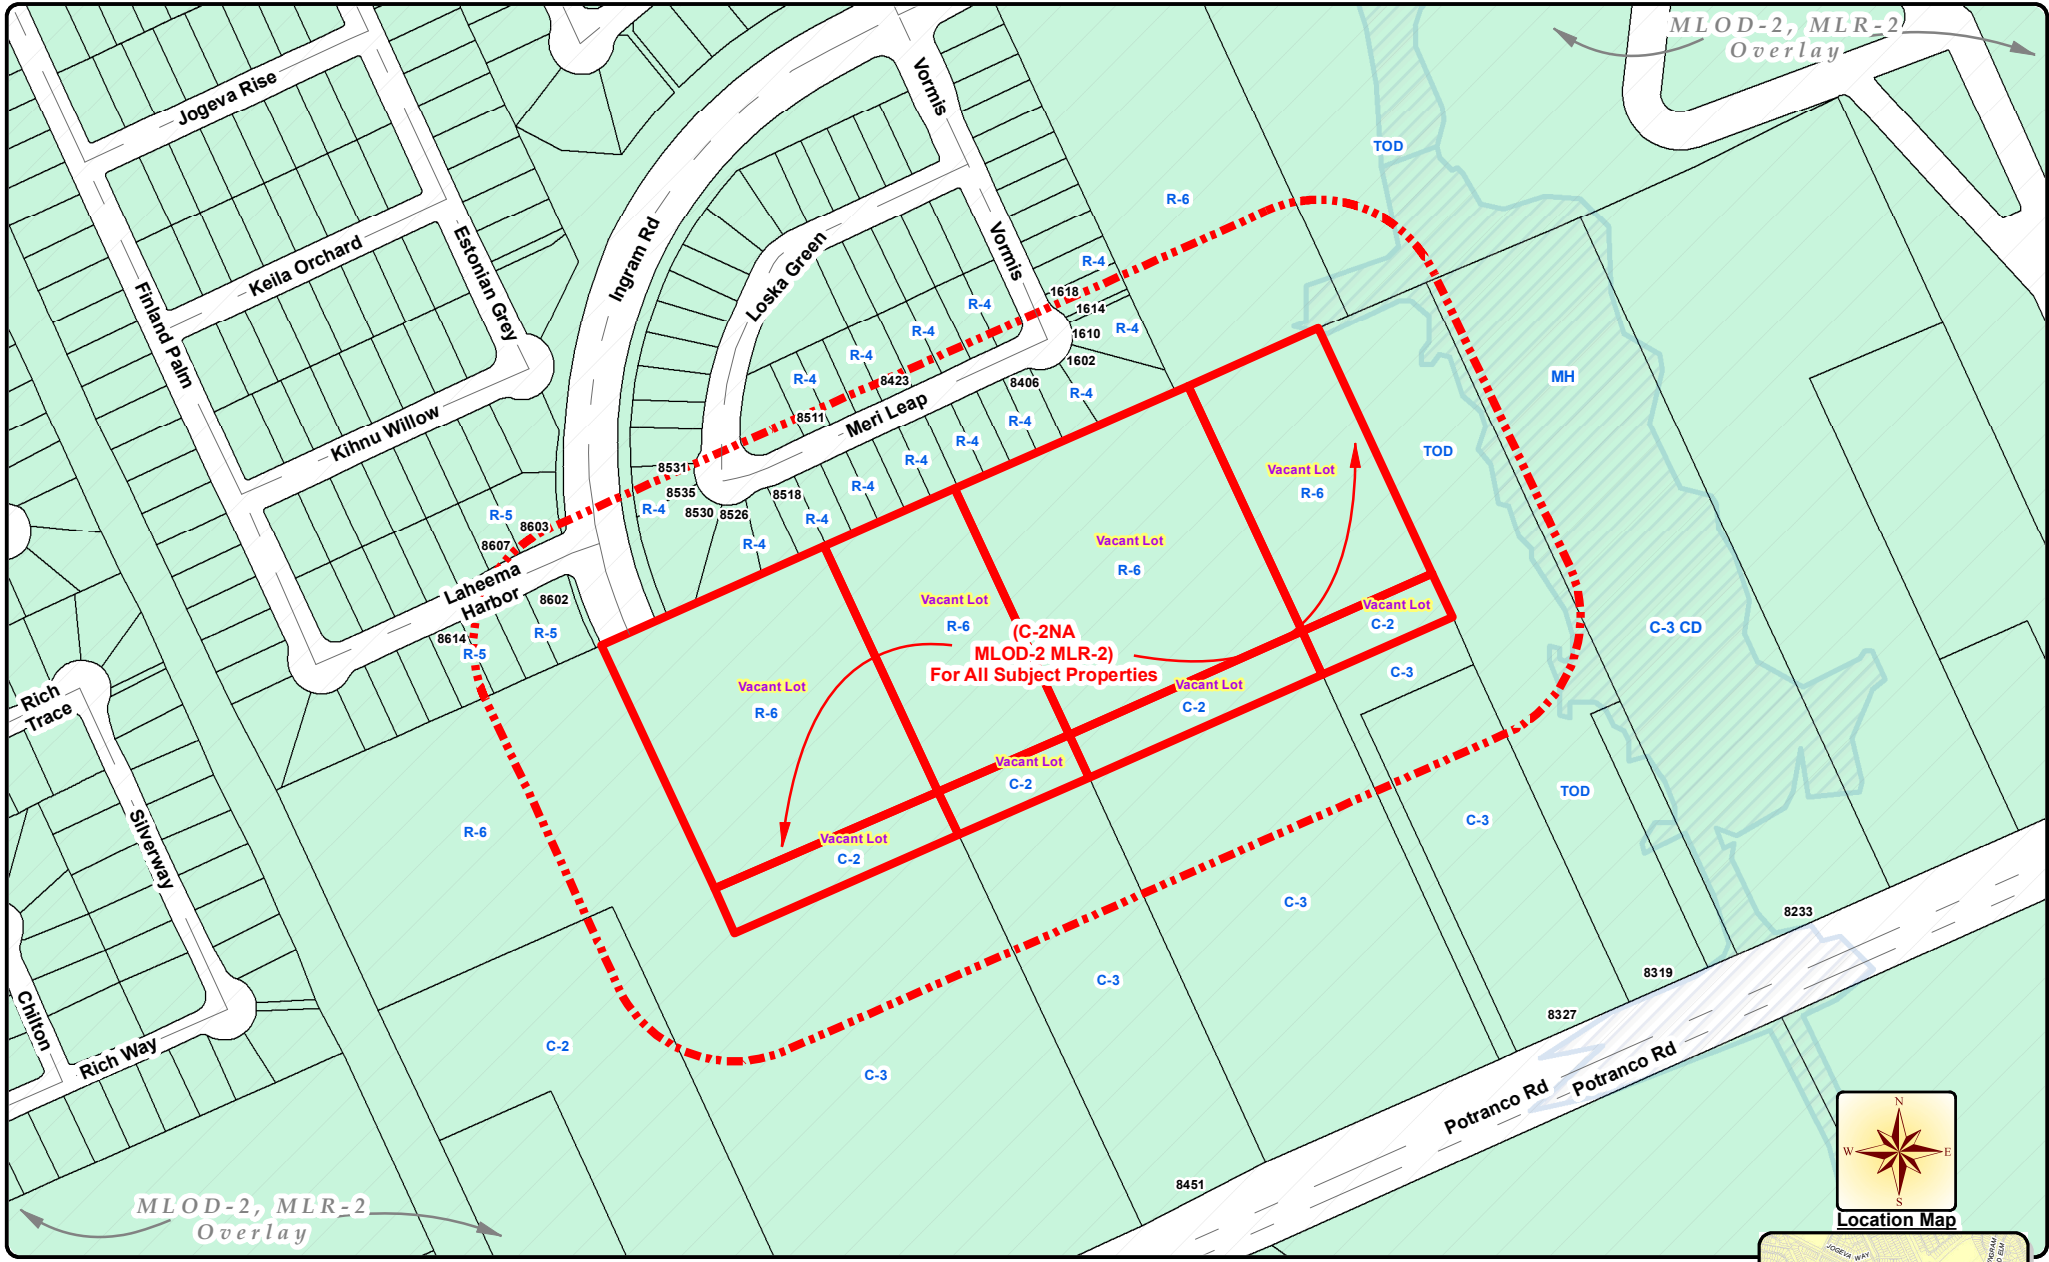 MLOD-2, MLR-2
Overlay
Jogeva Rise
Vormis
TOD
R-6
Ingram Rd
Estonian Grey
Keila Orchard
Loska Green
Vormis
R-4
Finland Palm
1618
R-4
1614
R-4
R-4
1610
R-4
1602
R-4
8423
8406
R-4
MH
8511
Meri Leap
R-4
Kihnu Willow
R-4
TOD
R-4
8531
Vacant Lot
R-6
8535
8518
R-4
R-4
8530
8526
R-4
R-5
8603
R-4
8607
Vacant Lot
R-6
Laheema
Harbor
8602
Vacant Lot
R-6
Vacant Lot
C-2
8614
R-5
R-5
C-3 CD
(C-2NA
MLOD-2 MLR-2)
For All Subject Properties
C-3
Vacant Lot
R-6
Vacant Lot
C-2
Rich
Trace
Vacant Lot
C-2
TOD
R-6
C-3
Vacant Lot
C-2
Silverway
C-3
8233
8319
C-3
8327
Chilton
Rich Way
C-2
C-3
Potranco Rd
Potranco Rd
8451
N
W
E
S
MLOD-2, MLR-2
Overlay
Location Map
JOGEVA WAY